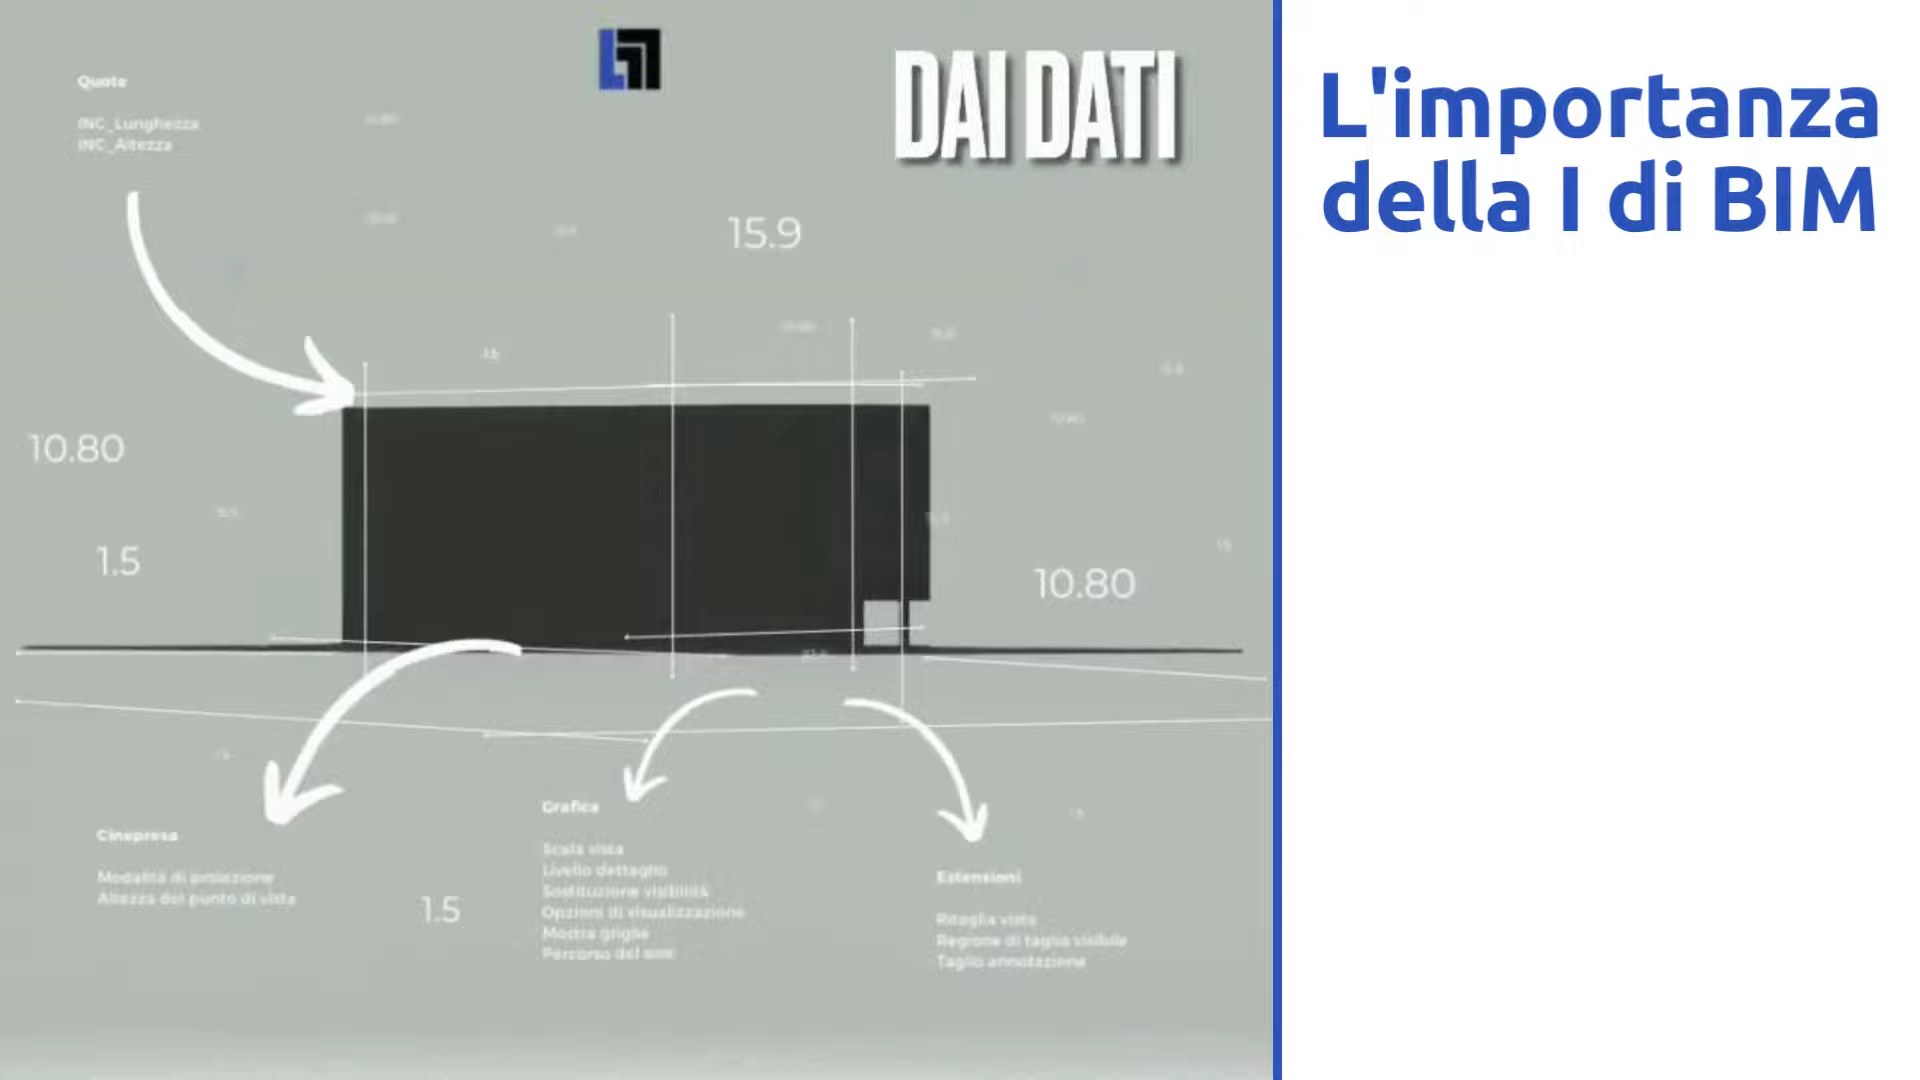 Quote
INC_Lunghezza
INC_Altezza
DAI DATI
15.9
1.5
10.80
1.5
10.80
Cinepresa
Modalità di proiezione
Altezza del punto di vista
1.5
Grafica
Scala vista
Livello dettaglio
Sostituzione visibilità
Opzioni di visualizzazione
Mostra griglie
Percorso del sole
Estensioni
Ritaglia vista
Regione di taglio visibile
Taglio annotazione
L'importanza
della I di BIM